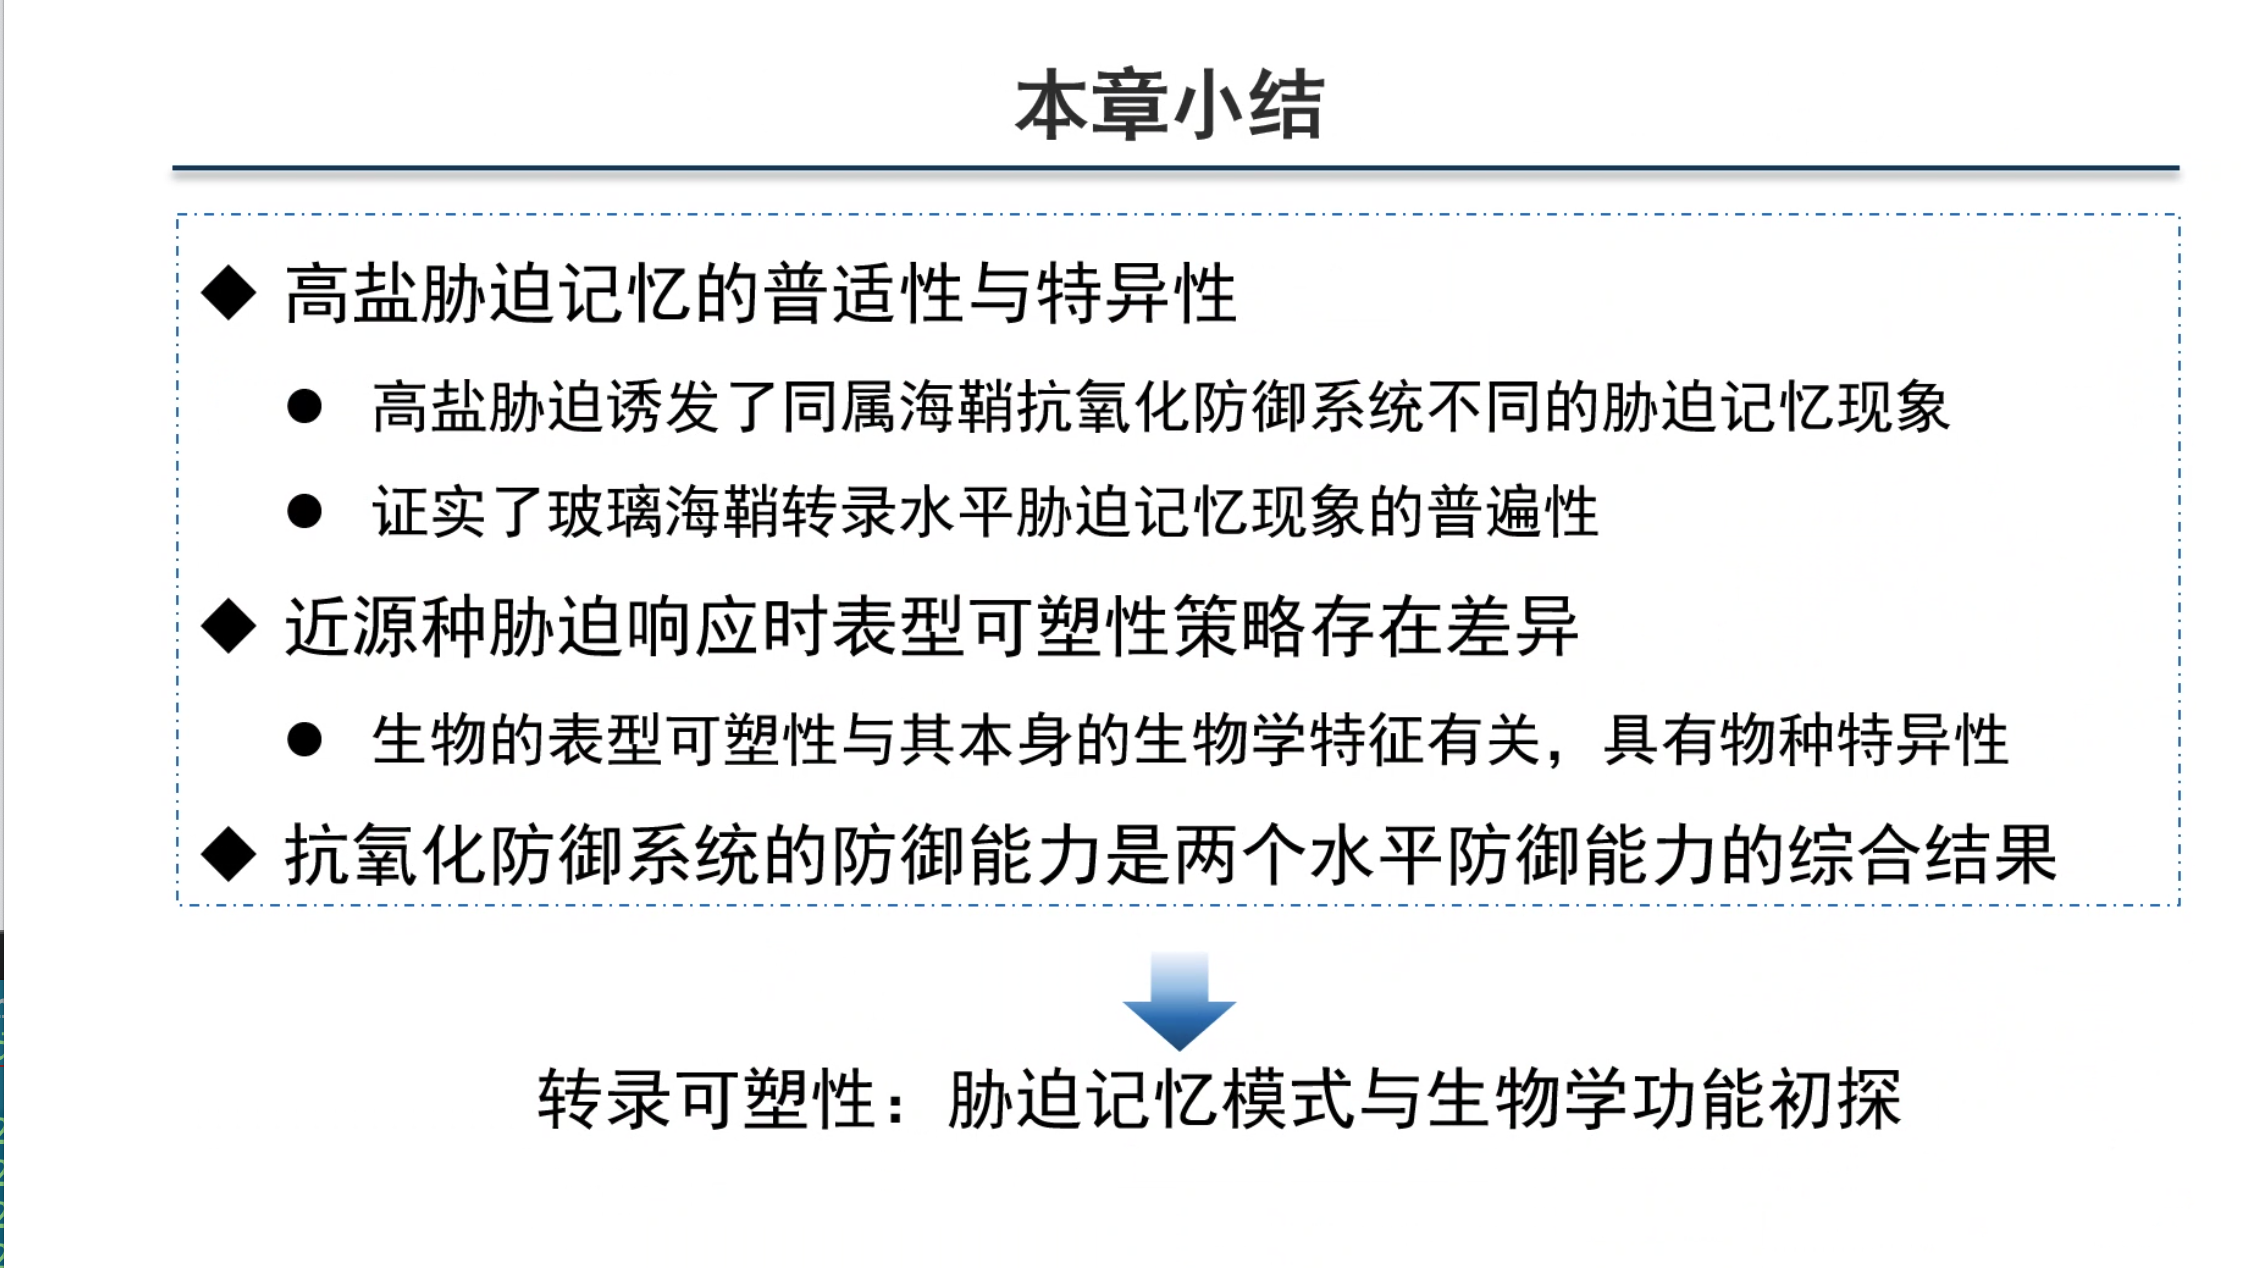 本章小结
◆ 高盐胁迫记忆的普适性与特异性
● 高盐胁迫诱发了同属海鞘抗氧化防御系统不同的胁迫记忆现象
● 证实了玻璃海鞘转录水平胁迫记忆现象的普遍性
◆ 近源种胁迫响应时表型可塑性策略存在差异
● 生物的表型可塑性与其本身的生物学特征有关，具有物种特异性
◆ 抗氧化防御系统的防御能力是两个水平防御能力的综合结果
转录可塑性：胁迫记忆模式与生物学功能初探